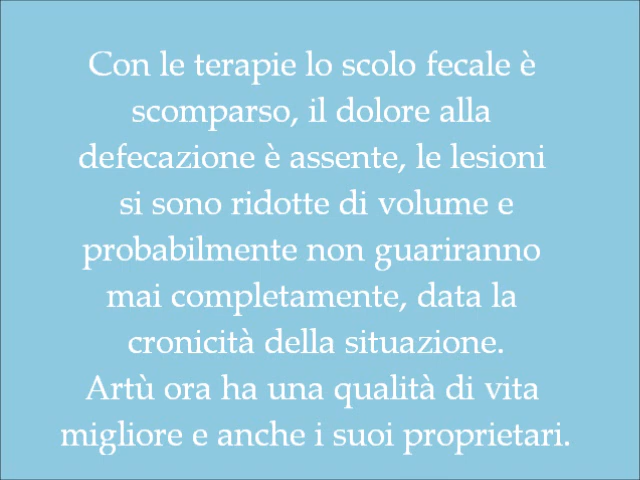 Con le terapie lo scolo fecale è
scomparso, il dolore alla
defecazione è assente, le lesioni
si sono ridotte di volume e
probabilmente non guariranno
mai completamente, data la
cronicità della situazione.
Artù ora ha una qualità di vita
migliore e anche i suoi proprietari.